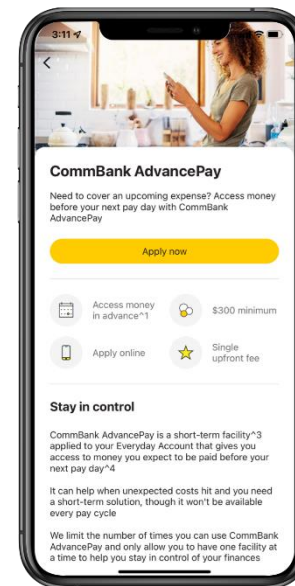 3:11
CommBank AdvancePay
Need to cover an upcoming expense? Access money
before your next pay day with CommBank
AdvancePay
Apply now
Access money
in advance^1
$300 minimum
Apply online
Single
upfront fee
Stay in control
CommBank AdvancePay is a short-term facility^3
applied to your Everyday Account that gives you
access to money you expect to be paid before your
next pay day^4
It can help when unexpected costs hit and you need
a short-term solution, though it won't be available
every pay cycle
We limit the number of times you can use CommBank
AdvancePay and only allow you to have one facility at
a time to help you stay in control of your finances